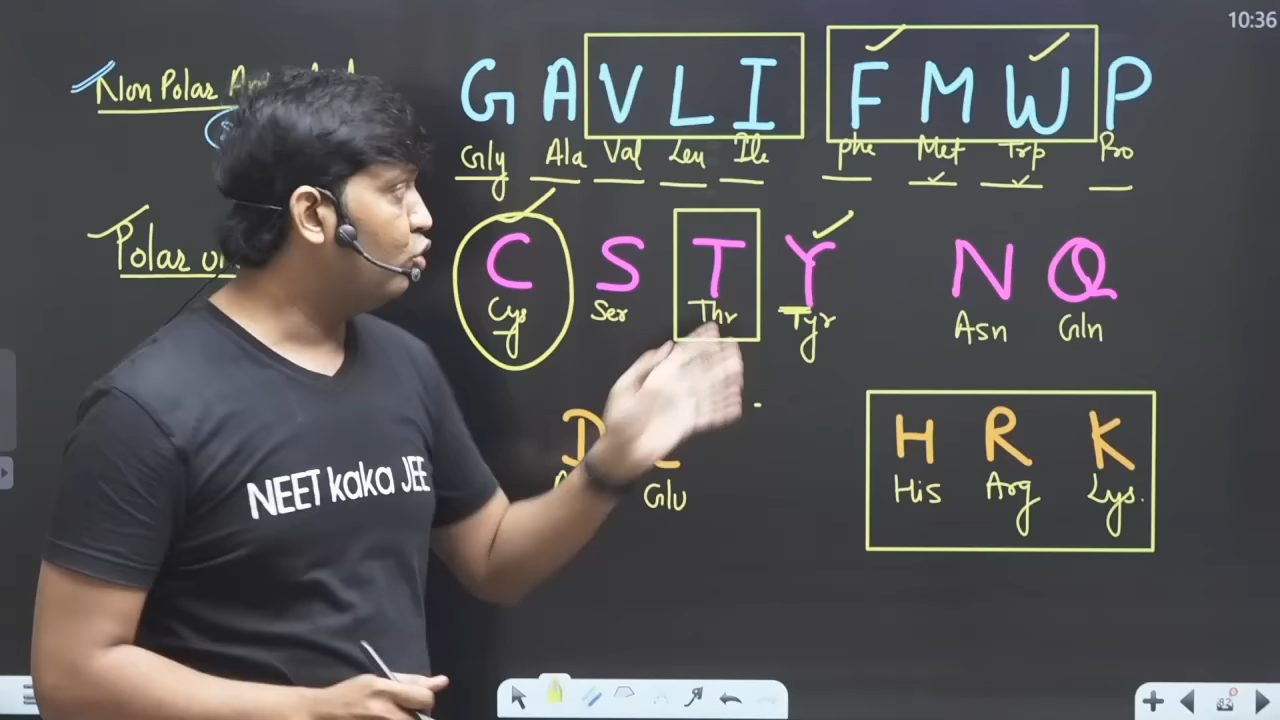 10:36
Non Polar
G A V L I F M W P
Gly Ala Val Leu Ile Phe Met Trp Pro
Polar
C S T Y N Q
Cys Ser Thr Tyr Asn Gln
D H R K
Glu His Arg Lys.
NEET kaka JEE